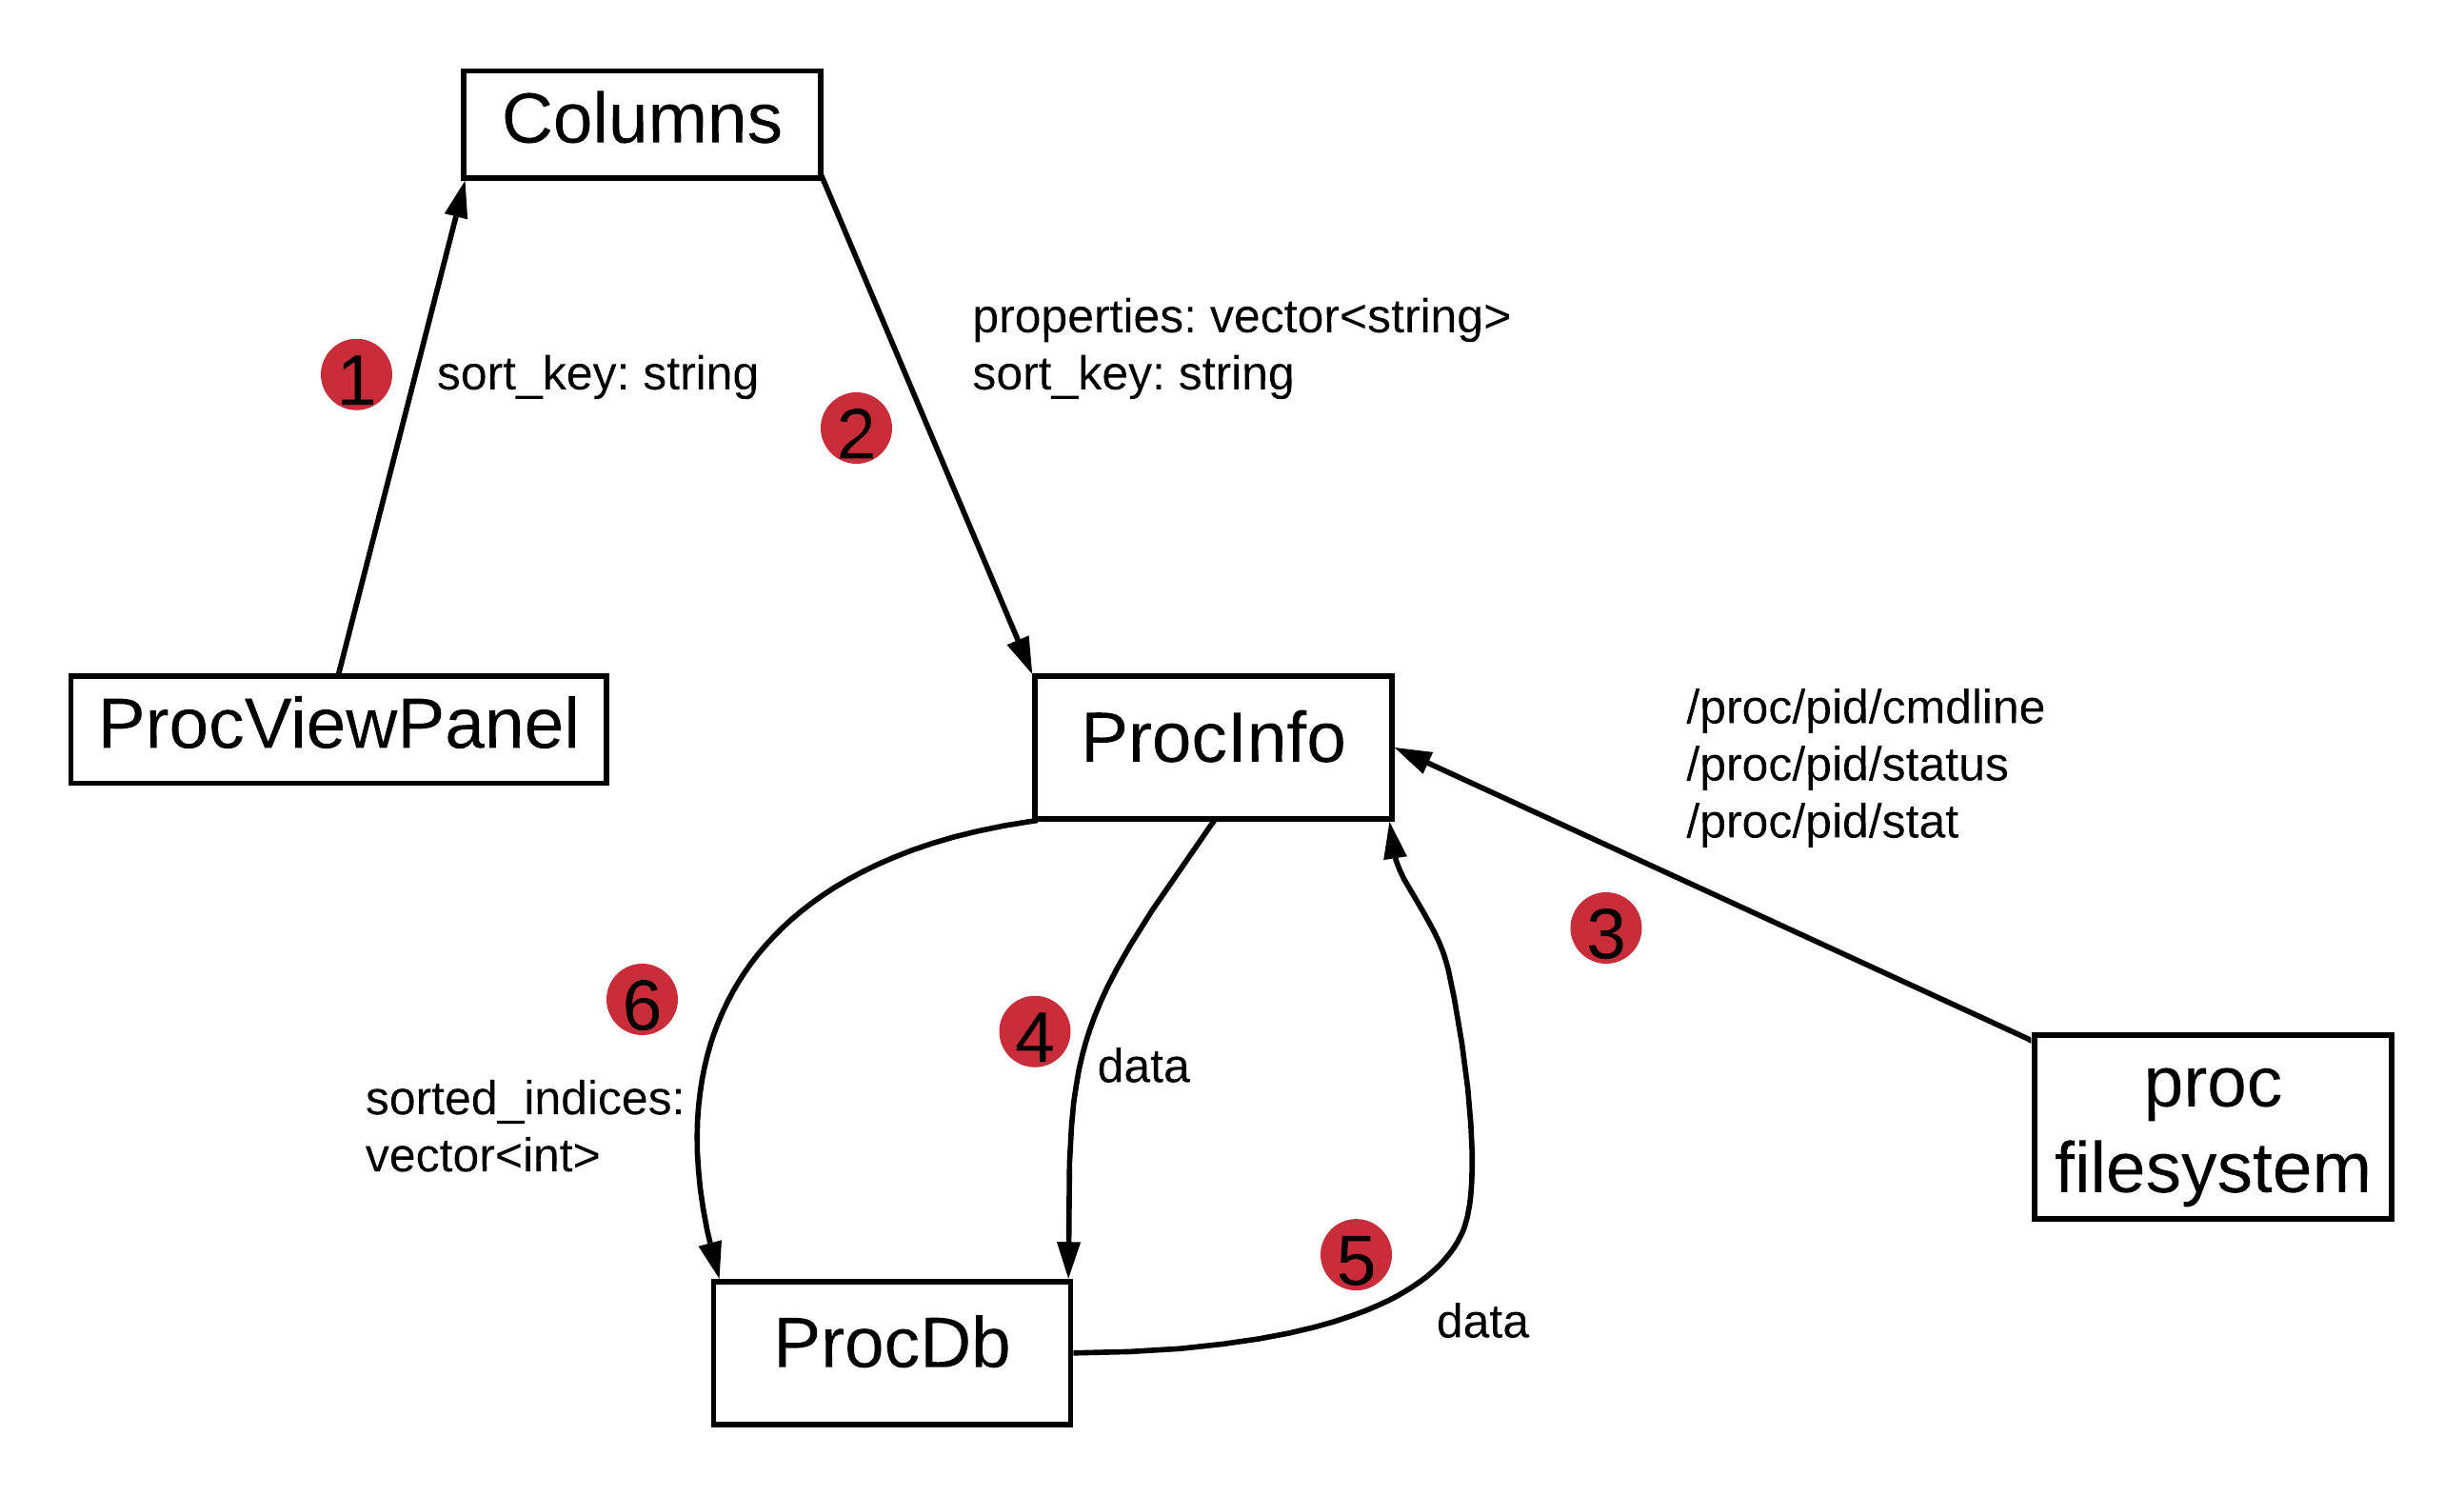 Columns
1
sort_key: string
2
properties: vector<string>
sort_key: string
ProcViewPanel
ProcInfo
/proc/pid/cmdline
/proc/pid/status
/proc/pid/stat
3
6
sorted_indices:
vector<int>
4
data
5
data
proc
filesystem
ProcDb